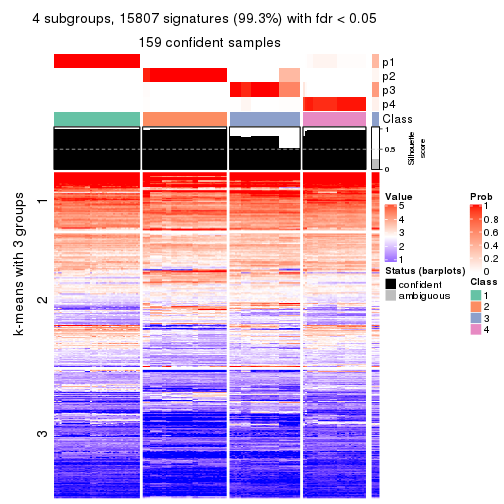 4 subgroups, 15807 signatures (99.3%) with fdr < 0.05
159 confident samples
p1
p2
p3
p4
Class
1
0.5
0
Silhouette
score
k-means with 3 groups
1
2
3
Value
5
4
3
2
1
Status (barplots)
confident
ambiguous
Prob
1
0.8
0.6
0.4
0.2
0
Class
1
2
3
4